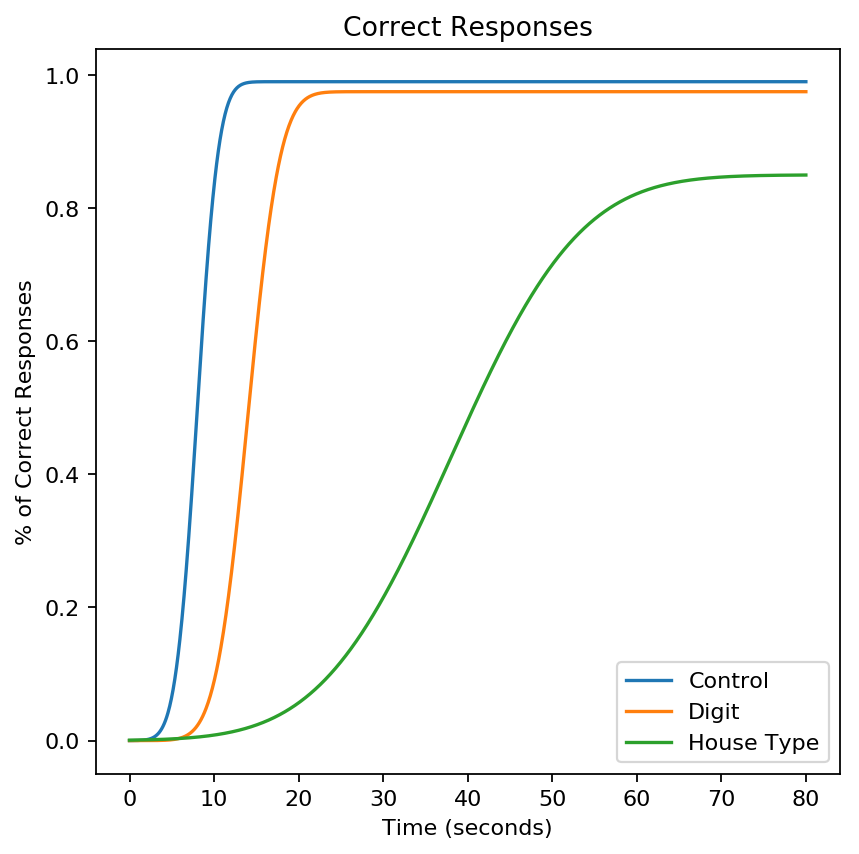 Correct Responses
% of Correct Responses
1.0
0.8
0.6
0.4
0.2
0.0
Control
Digit
House Type
0 10 20 30 40 50 60 70 80
Time (seconds)